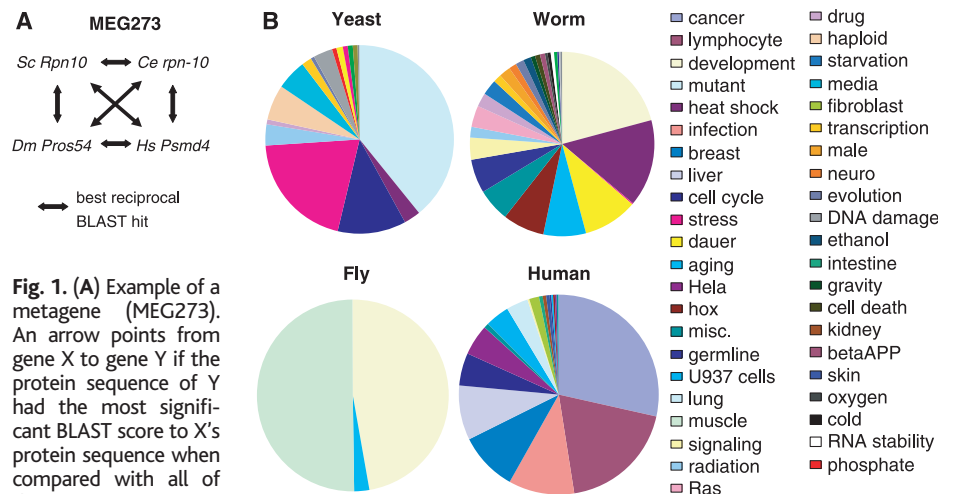 A MEG273
Sc Rpn10 Ce rpn-10
Dm Pros54 Hs Psmd4
best reciprocal
BLAST hit
Fig. 1. (A) Example of a
metagene (MEG273).
An arrow points from
gene X to gene Y if the
protein sequence of Y
had the most signifi-
cant BLAST score to X's
protein sequence when
compared with all of
B
Yeast
Worm
Fly
Human
cancer
lymphocyte
development
mutant
heat shock
infection
breast
liver
cell cycle
stress
dauer
aging
Hela
hox
misc.
germline
U937 cells
lung
muscle
signaling
radiation
Ras
drug
haploid
starvation
media
fibroblast
transcription
male
neuro
evolution
DNA damage
ethanol
intestine
gravity
cell death
kidney
betaAPP
skin
oxygen
cold
RNA stability
phosphate